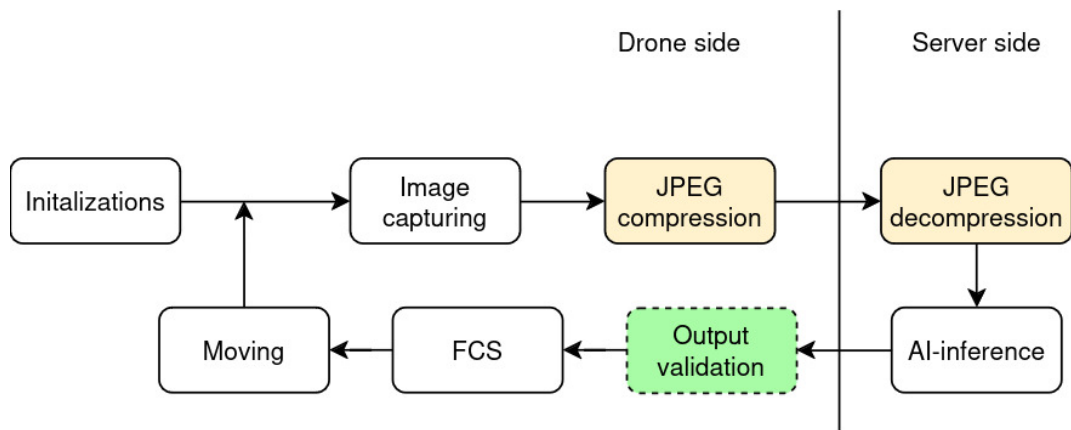 Drone side
Server side
Initalizations
Image
capturing
JPEG
compression
JPEG
decompression
Moving
FCS
Output
validation
AI-inference